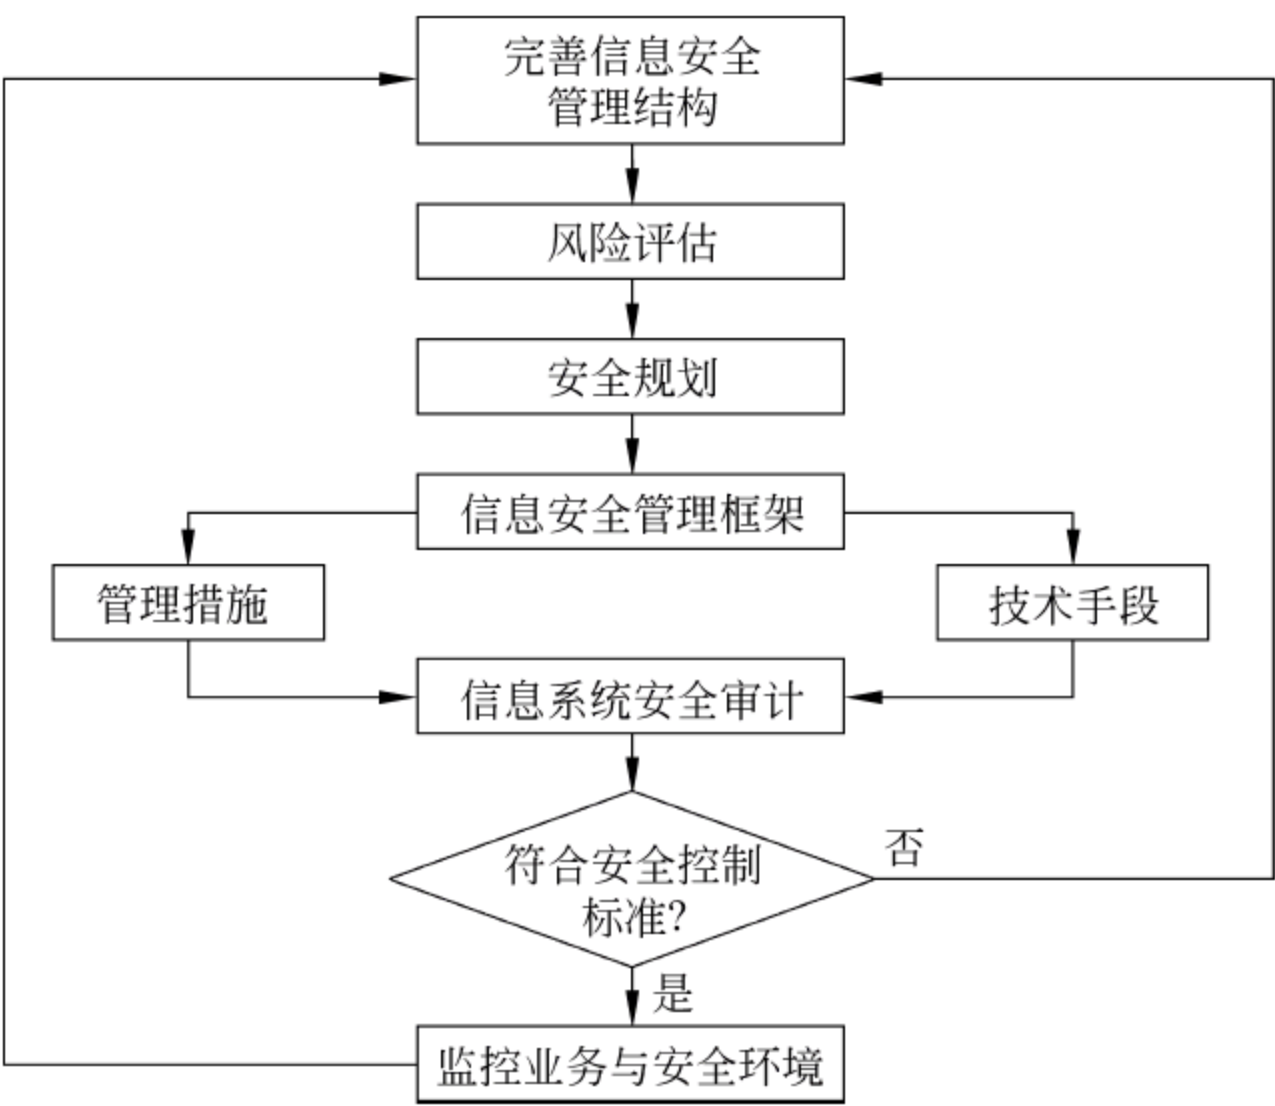 完善信息安全
管理结构
风险评估
安全规划
信息安全管理框架
管理措施
技术手段
信息系统安全审计
符合安全控制
标准?
否
是
监控业务与安全环境